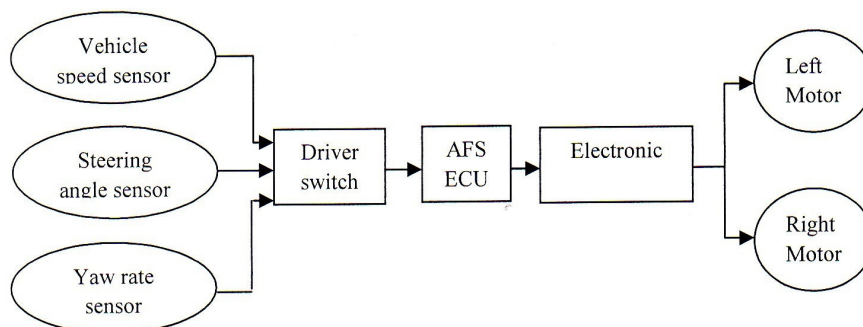 Vehicle
speed sensor
Steering
angle sensor
Yaw rate
sensor
Driver
switch
AFS
ECU
Electronic
Left
Motor
Right
Motor